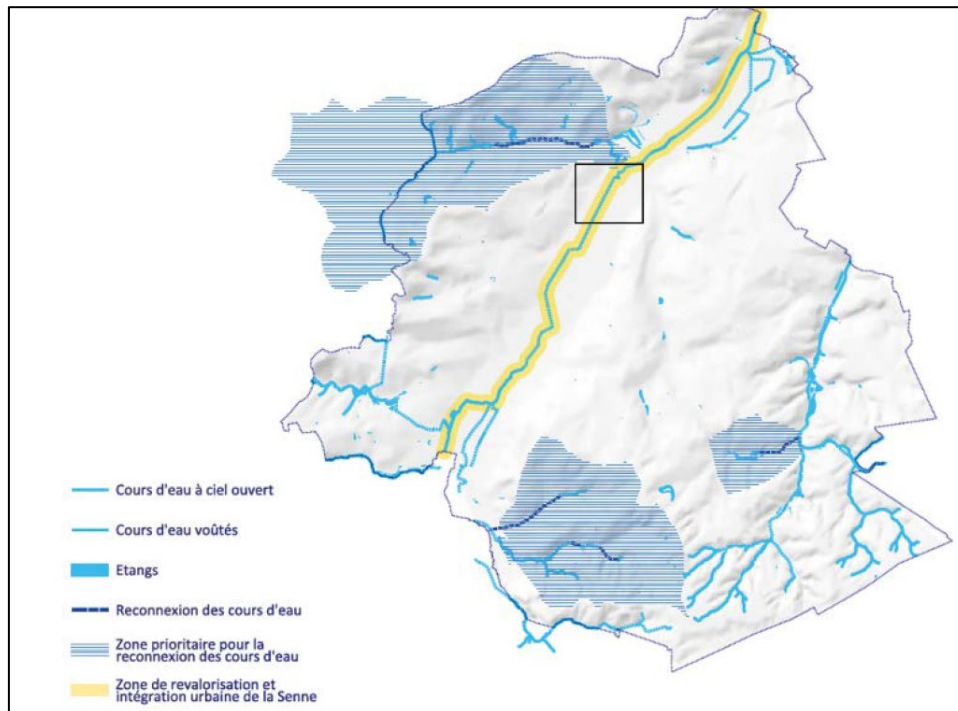 Cours d'eau à ciel ouvert
Cours d'eau voûtés
Etangs
Reconnexion des cours d'eau
Zone prioritaire pour la
reconnexion des cours d'eau
Zone de revalorisation et
intégration urbaine de la Senne